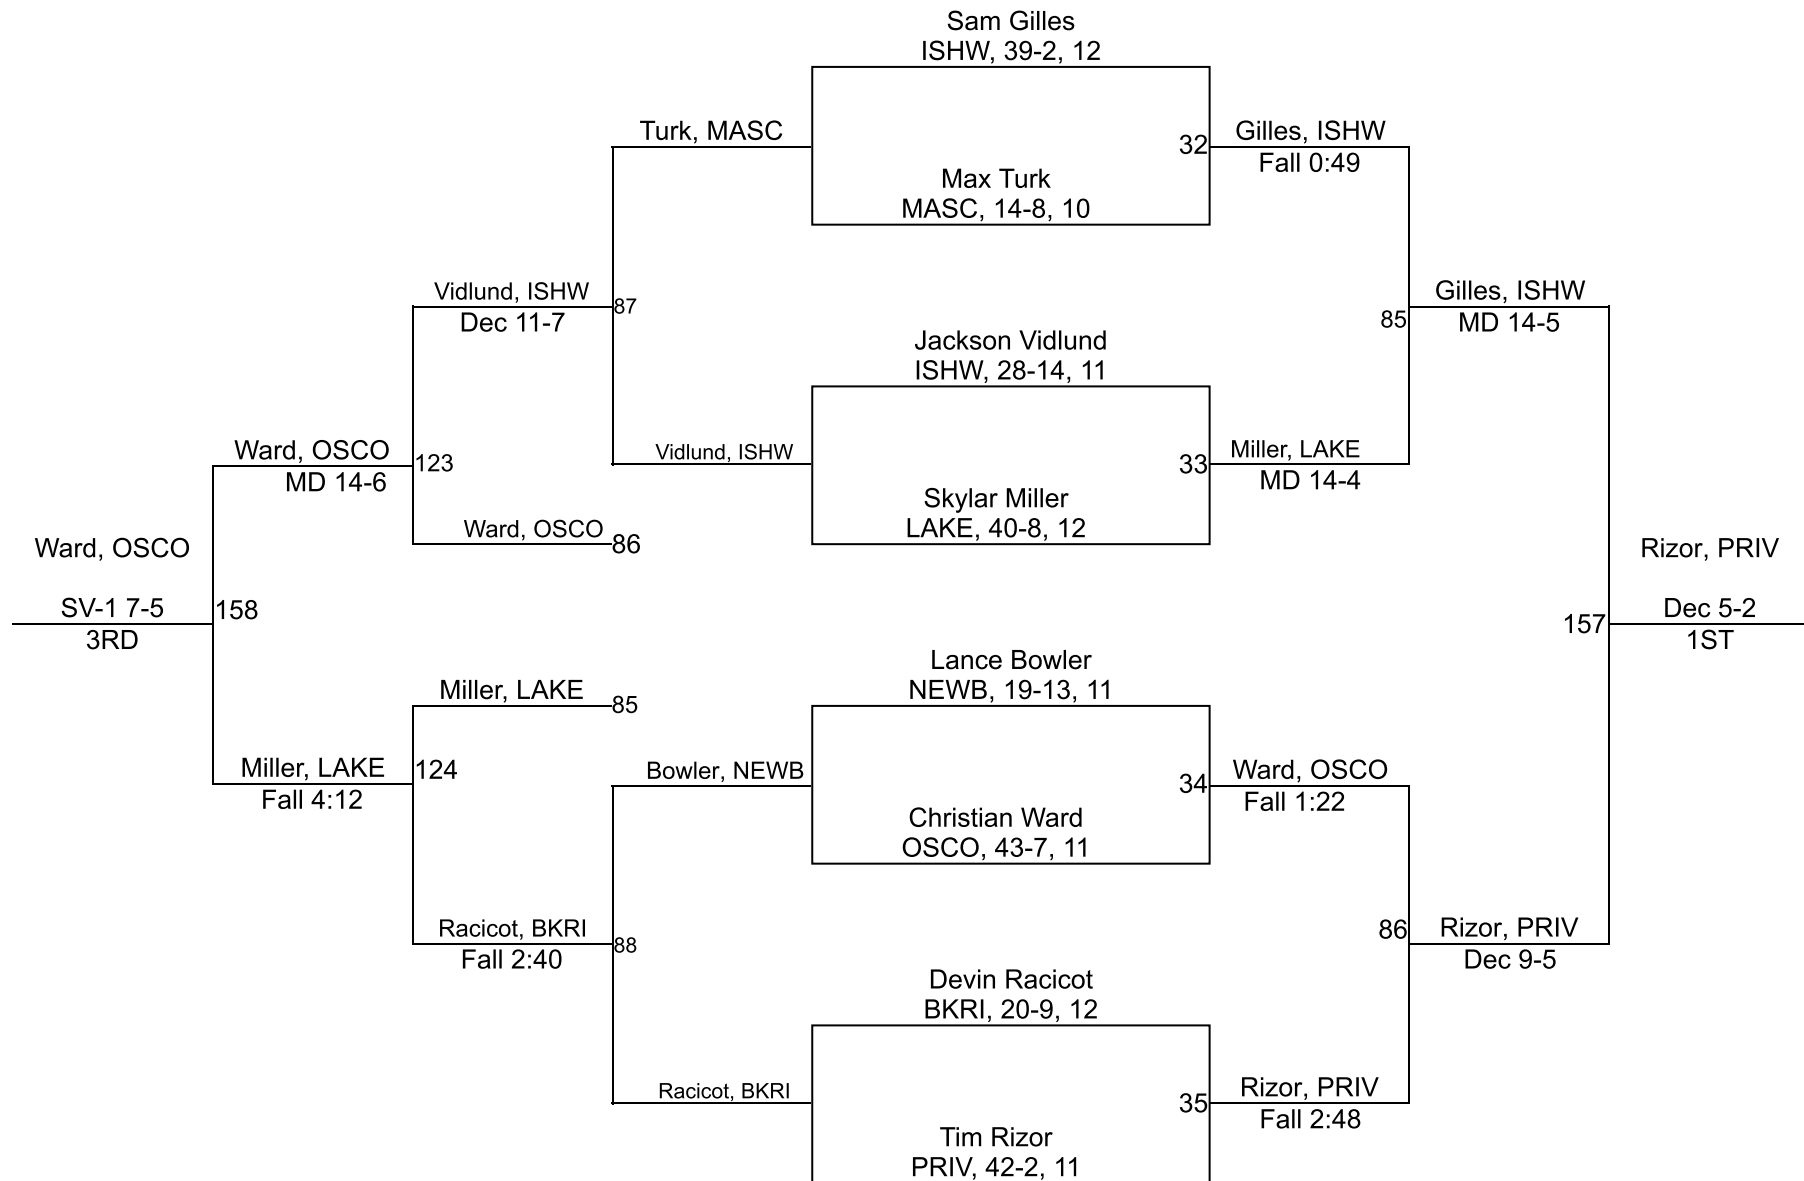 Sam Gilles
ISHW, 39-2, 12
Turk, MASC
32
Gilles, ISHW
Fall 0:49
Max Turk
MASC, 14-8, 10
Vidlund, ISHW
87
Dec 11-7
Gilles, ISHW
85
MD 14-5
Jackson Vidlund
ISHW, 28-14, 11
Ward, OSCO
123
MD 14-6
Vidlund, ISHW
33
Miller, LAKE
MD 14-4
Skylar Miller
LAKE, 40-8, 12
Ward, OSCO
86
Ward, OSCO
Rizor, PRIV
SV-1 7-5
158
3RD
157
Dec 5-2
1ST
Lance Bowler
NEWB, 19-13, 11
Miller, LAKE
85
Miller, LAKE
124
Fall 4:12
Bowler, NEWB
34
Ward, OSCO
Fall 1:22
Christian Ward
OSCO, 43-7, 11
Racicot, BKRI
88
Fall 2:40
86
Rizor, PRIV
Dec 9-5
Devin Racicot
BKRI, 20-9, 12
Racicot, BKRI
35
Rizor, PRIV
Fall 2:48
Tim Rizor
PRIV, 42-2, 11